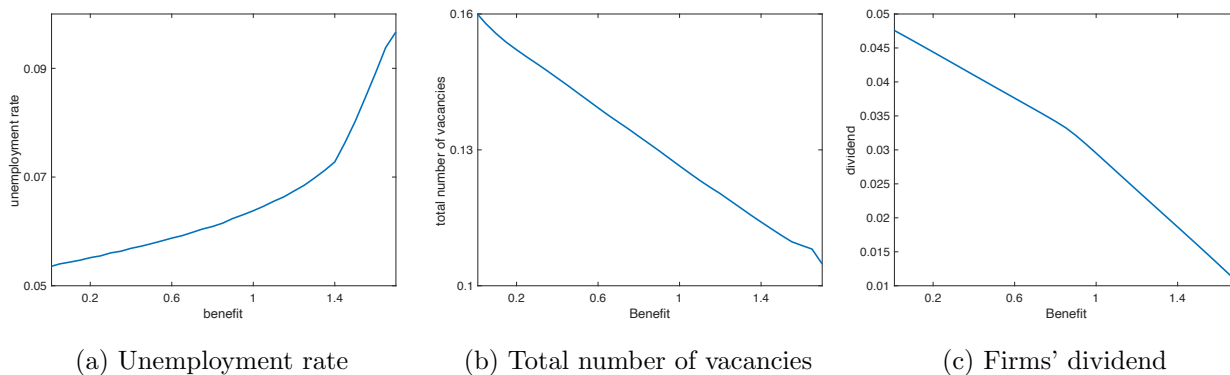 0.09
0.07
0.05
unemployment rate
0.2 0.6 1 1.4
benefit
(a) Unemployment rate
0.16
0.13
0.1
total number of vacancies
0.2 0.6 1 1.4
Benefit
(b) Total number of vacancies
0.05
0.045
0.04
0.035
0.03
0.025
0.02
0.015
0.01
dividend
0.2 0.6 1 1.4
Benefit
(c) Firms' dividend